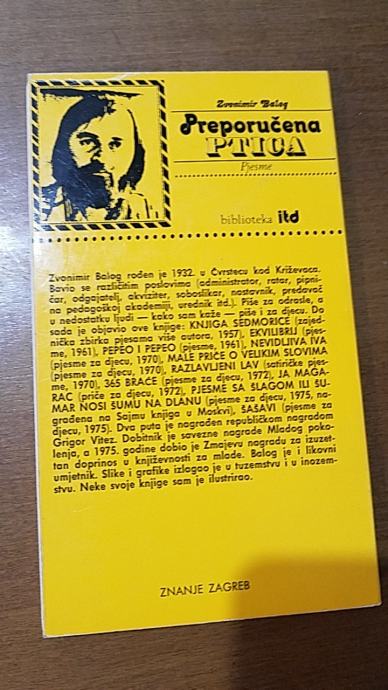 Zvonimir Balog
Preporučena
PTICA
Pjesme
biblioteka itd
Zvonimir Balog rođen je 1932. u Čvrstecu kod Križevaca.
Bavio se različitim poslovima (administrator, ratar, pipni-
čar, odgajatelj, akviziter, soboslikar, nastavnik, predavač
na pedagoškoj akademiji, urednik itd.). Piše za odrasle, a
u nedostatku ljudi — kako sam kaže — piše i za djecu. Do
sada je objavio ove knjige: KNJIGA SEDMORICE (zajed-
nička zbirka pjesama više autora, 1957), EKVILIBRIJ (pjes-
me, 1961), PEPEO I PEPEO (pjesme, 1961), NEVIDLJIVA IVA
(pjesme za djecu, 1970), MALE PRIČE O VELIKIM SLOVIMA
(pjesme za djecu, 1970), RAZLAVLJENI LAV (satiričke pjes-
me, 1970), 365 BRAĆE (pjesme za djecu, 1972), JA MAGA-
RAC (priče za djecu, 1972), PJESME SA ŠLAGOM ILI ŠU-
MAR NOSI ŠUMU NA DLANU (pjesme za djecu, 1975, na-
građena na Sajmu knjiga u Moskvi), ŠAŠAVI (pjesme za
djecu, 1975). Dva puta je nagrađen republičkom nagradom
Grigor Vitez. Dobitnik je savezne nagrade Mladog poko-
lenja, a 1975. godine dobio je Zmajevu nagradu za izuze-
tan doprinos u književnosti za mlade. Balog je i likovni
umjetnik. Slike i grafike izlagao je u tuzemstvu i u inozem-
stvu. Neke svoje knjige sam je ilustrirao.
ZNANJE ZAGREB